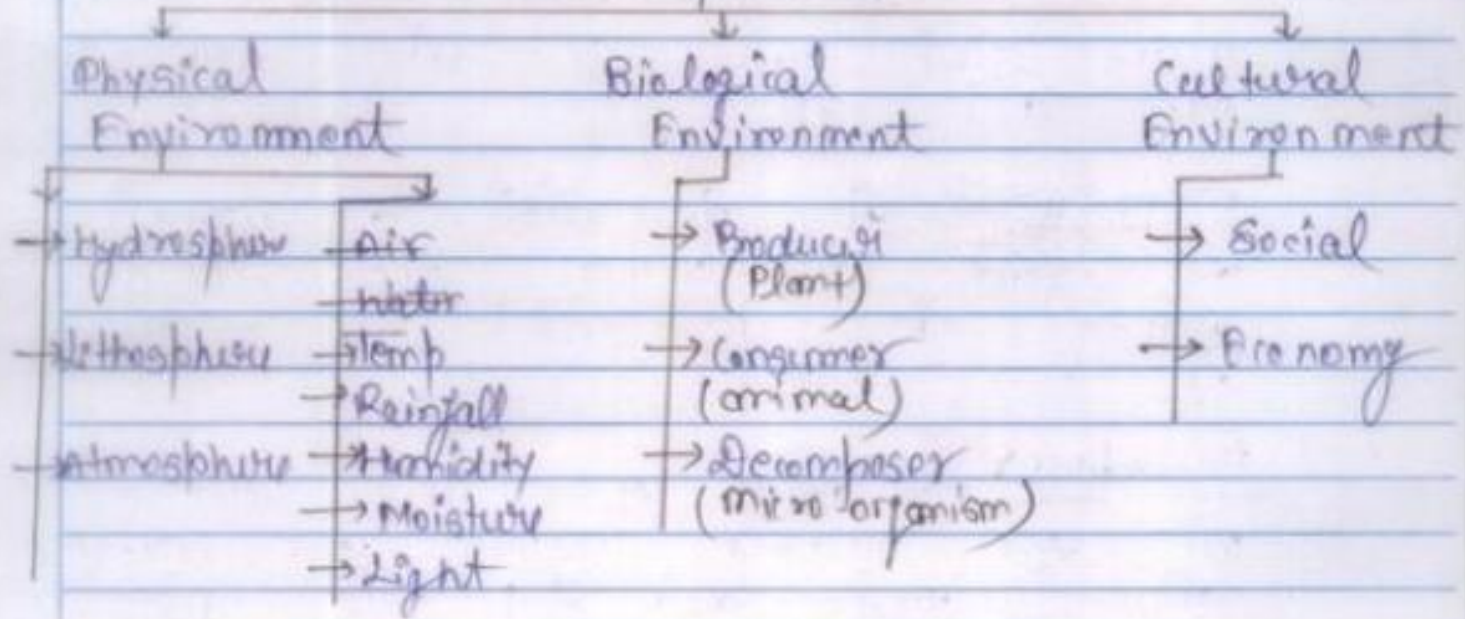 Physical Biological Cultural
Environment Environment Environment
Hydrosphere Air Producer Social
Water (Plant)
Lithosphere Temp Consumer Economy
Rainfall (animal)
Atmosphere Humidity Decomposer
Moisture (micro organism)
Light